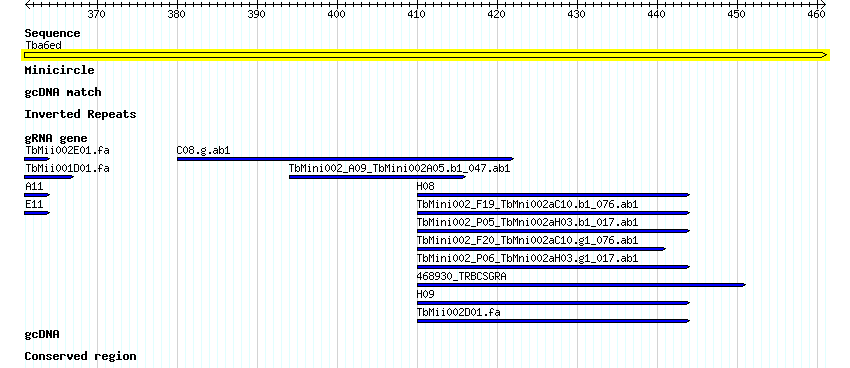 370 380 390 400 410 420 430 440 450 460
Sequence
Tba6ed
Minicircle
gcDNA match
Inverted Repeats
gRNA gene
TbMii002E01.fa C08.g.ab1
TbMii001D01.fa TbMini002_A09_TbMini002A05.b1_047.ab1
A11 H08
E11 TbMini002_F19_TbMni002aC10.b1_076.ab1
TbMini002_P05_TbMni002aH03.b1_017.ab1
TbMini002_F20_TbMni002aC10.g1_076.ab1
TbMini002_P06_TbMni002aH03.g1_017.ab1
468930_TRBCSGRA
H09
TbMii002D01.fa
gcDNA
Conserved region